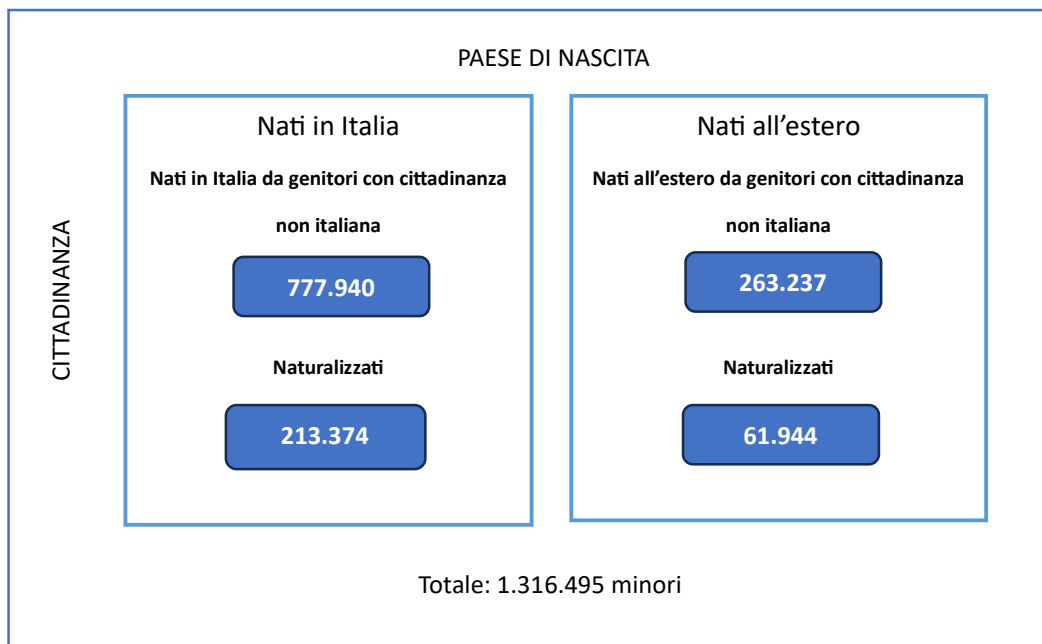 PAESE DI NASCITA
CITTADINANZA
Nati in Italia
Nati in Italia da genitori con cittadinanza
non italiana
777.940
Naturalizzati
213.374
Nati all’estero
Nati all’estero da genitori con cittadinanza
non italiana
263.237
Naturalizzati
61.944
Totale: 1.316.495 minori